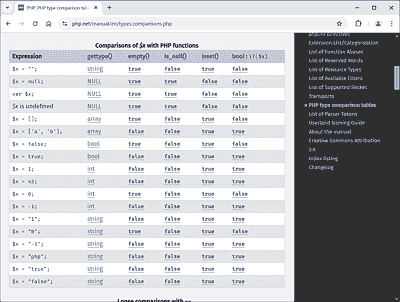 PHP: PHP type comparison tables
php.net/manual/en/types.comparisons.php
Comparisons of $x with PHP functions
Expression gettype() empty() is_null() isset() bool : if($x)
$x = ""; string true false true false
$x = null; NULL true true false false
var $x; NULL true true false false
$x is undefined NULL true true false false
$x = []; array true false true false
$x = ['a', 'b']; array false false true true
$x = false; bool true false true false
$x = true; bool false false true true
$x = 1; int false false true true
$x = 42; int false false true true
$x = 0; int true false true false
$x = -1; int false false true true
$x = "1"; string false false true true
$x = "0"; string true false true false
$x = "-1"; string false false true true
$x = "php"; string false false true true
$x = "true"; string false false true true
$x = "false"; string false false true true
Loose comparisons with ==
php.ini directives
Extension List/Categorization
List of Function Aliases
List of Reserved Words
List of Resource Types
List of Available Filters
List of Supported Socket
Transports
» PHP type comparison tables
List of Parser Tokens
Userland Naming Guide
About the manual
Creative Commons Attribution
3.0
Index listing
Changelog